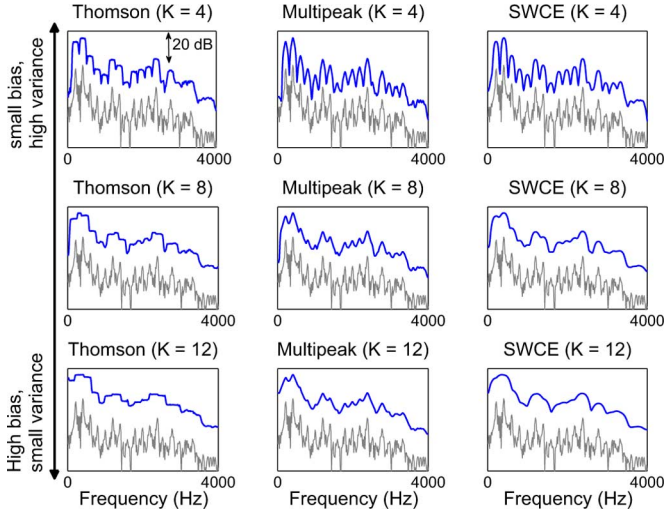 Thomson (K = 4) Multipeak (K = 4) SWCE (K = 4)
20 dB
small bias,
high variance
0 4000 0 4000 0 4000
Thomson (K = 8) Multipeak (K = 8) SWCE (K = 8)
0 4000 0 4000 0 4000
Thomson (K = 12) Multipeak (K = 12) SWCE (K = 12)
High bias,
small variance
0 4000 0 4000 0 4000
Frequency (Hz) Frequency (Hz) Frequency (Hz)